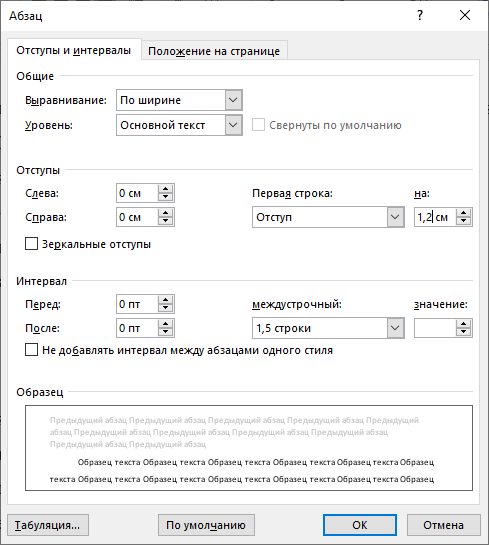 Абзац ?
Отступы и интервалы Положение на странице
Общие
Выравнивание: По ширине
Уровень: Основной текст Свернуты по умолчанию
Отступы
Слева: 0 см Первая строка: на:
Справа: 0 см Отступ 1,2 см
Зеркальные отступы
Интервал
Перед: 0 пт междустрочный: значение:
После: 0 пт 1,5 строки
Не добавлять интервал между абзацами одного стиля
Образец
Предыдущий абзац Предыдущий абзац Предыдущий абзац Предыдущий абзац Предыдущий
абзац Предыдущий абзац Предыдущий абзац Предыдущий абзац Предыдущий абзац
Предыдущий абзац Предыдущий абзац
Образец текста Образец текста Образец текста Образец текста Образец текста Образец
текста Образец текста Образец текста Образец текста Образец текста Образец
Табуляция... По умолчанию ОК Отмена